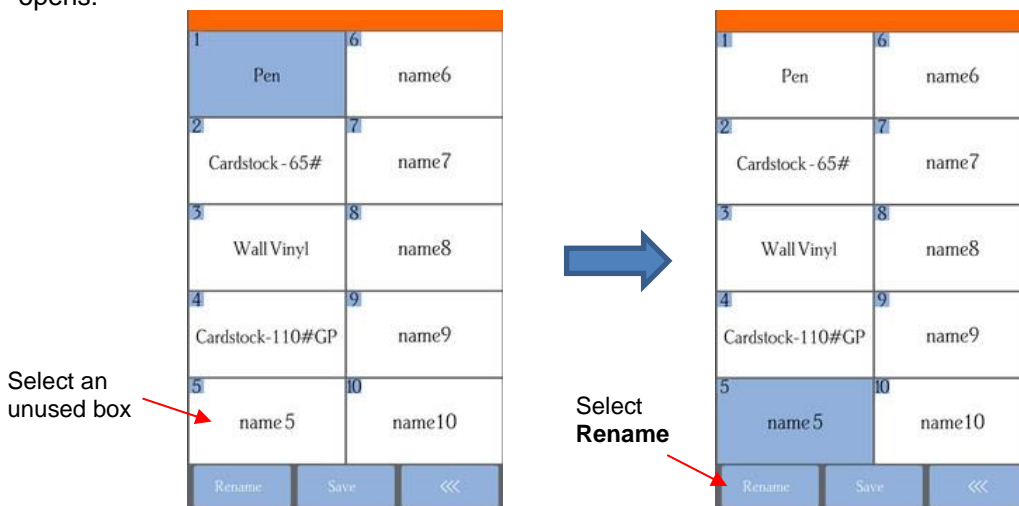 opens.
1
Pen
6
name6
2
Cardstock - 65#
7
name7
3
Wall Vinyl
8
name8
4
Cardstock-110#GP
9
name9
5
name 5
10
name10
Rename
Save
<<<
Select an
unused box
1
Pen
6
name6
2
Cardstock - 65#
7
name7
3
Wall Vinyl
8
name8
4
Cardstock-110#GP
9
name9
5
name 5
10
name10
Rename
Save
<<<
Select
Rename